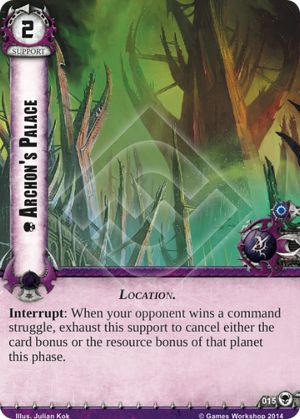 2
SUPPORT
ARCHON'S PALACE
LOCATION.
Interrupt: When your opponent wins a command
struggle, exhaust this support to cancel either the
card bonus or the resource bonus of that planet
this phase.
015
Illus. Julian Kok
© Games Workshop 2014